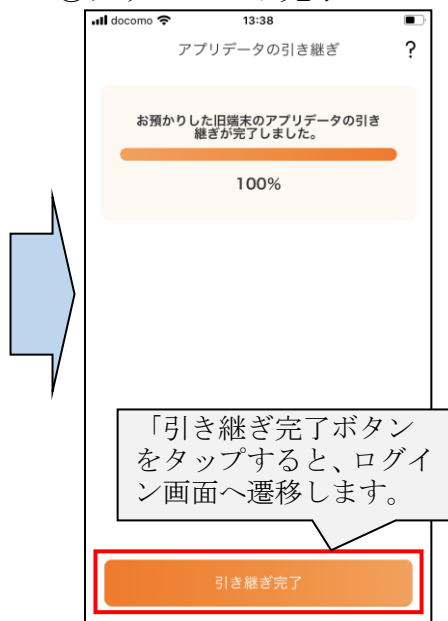 docomo 13:38
アプリデータの引き継ぎ ?
お預かりした旧端末のアプリデータの引き
継ぎが完了しました。
100%
「引き継ぎ完了ボタン
をタップすると、ログイ
ン画面へ遷移します。
引き継ぎ完了